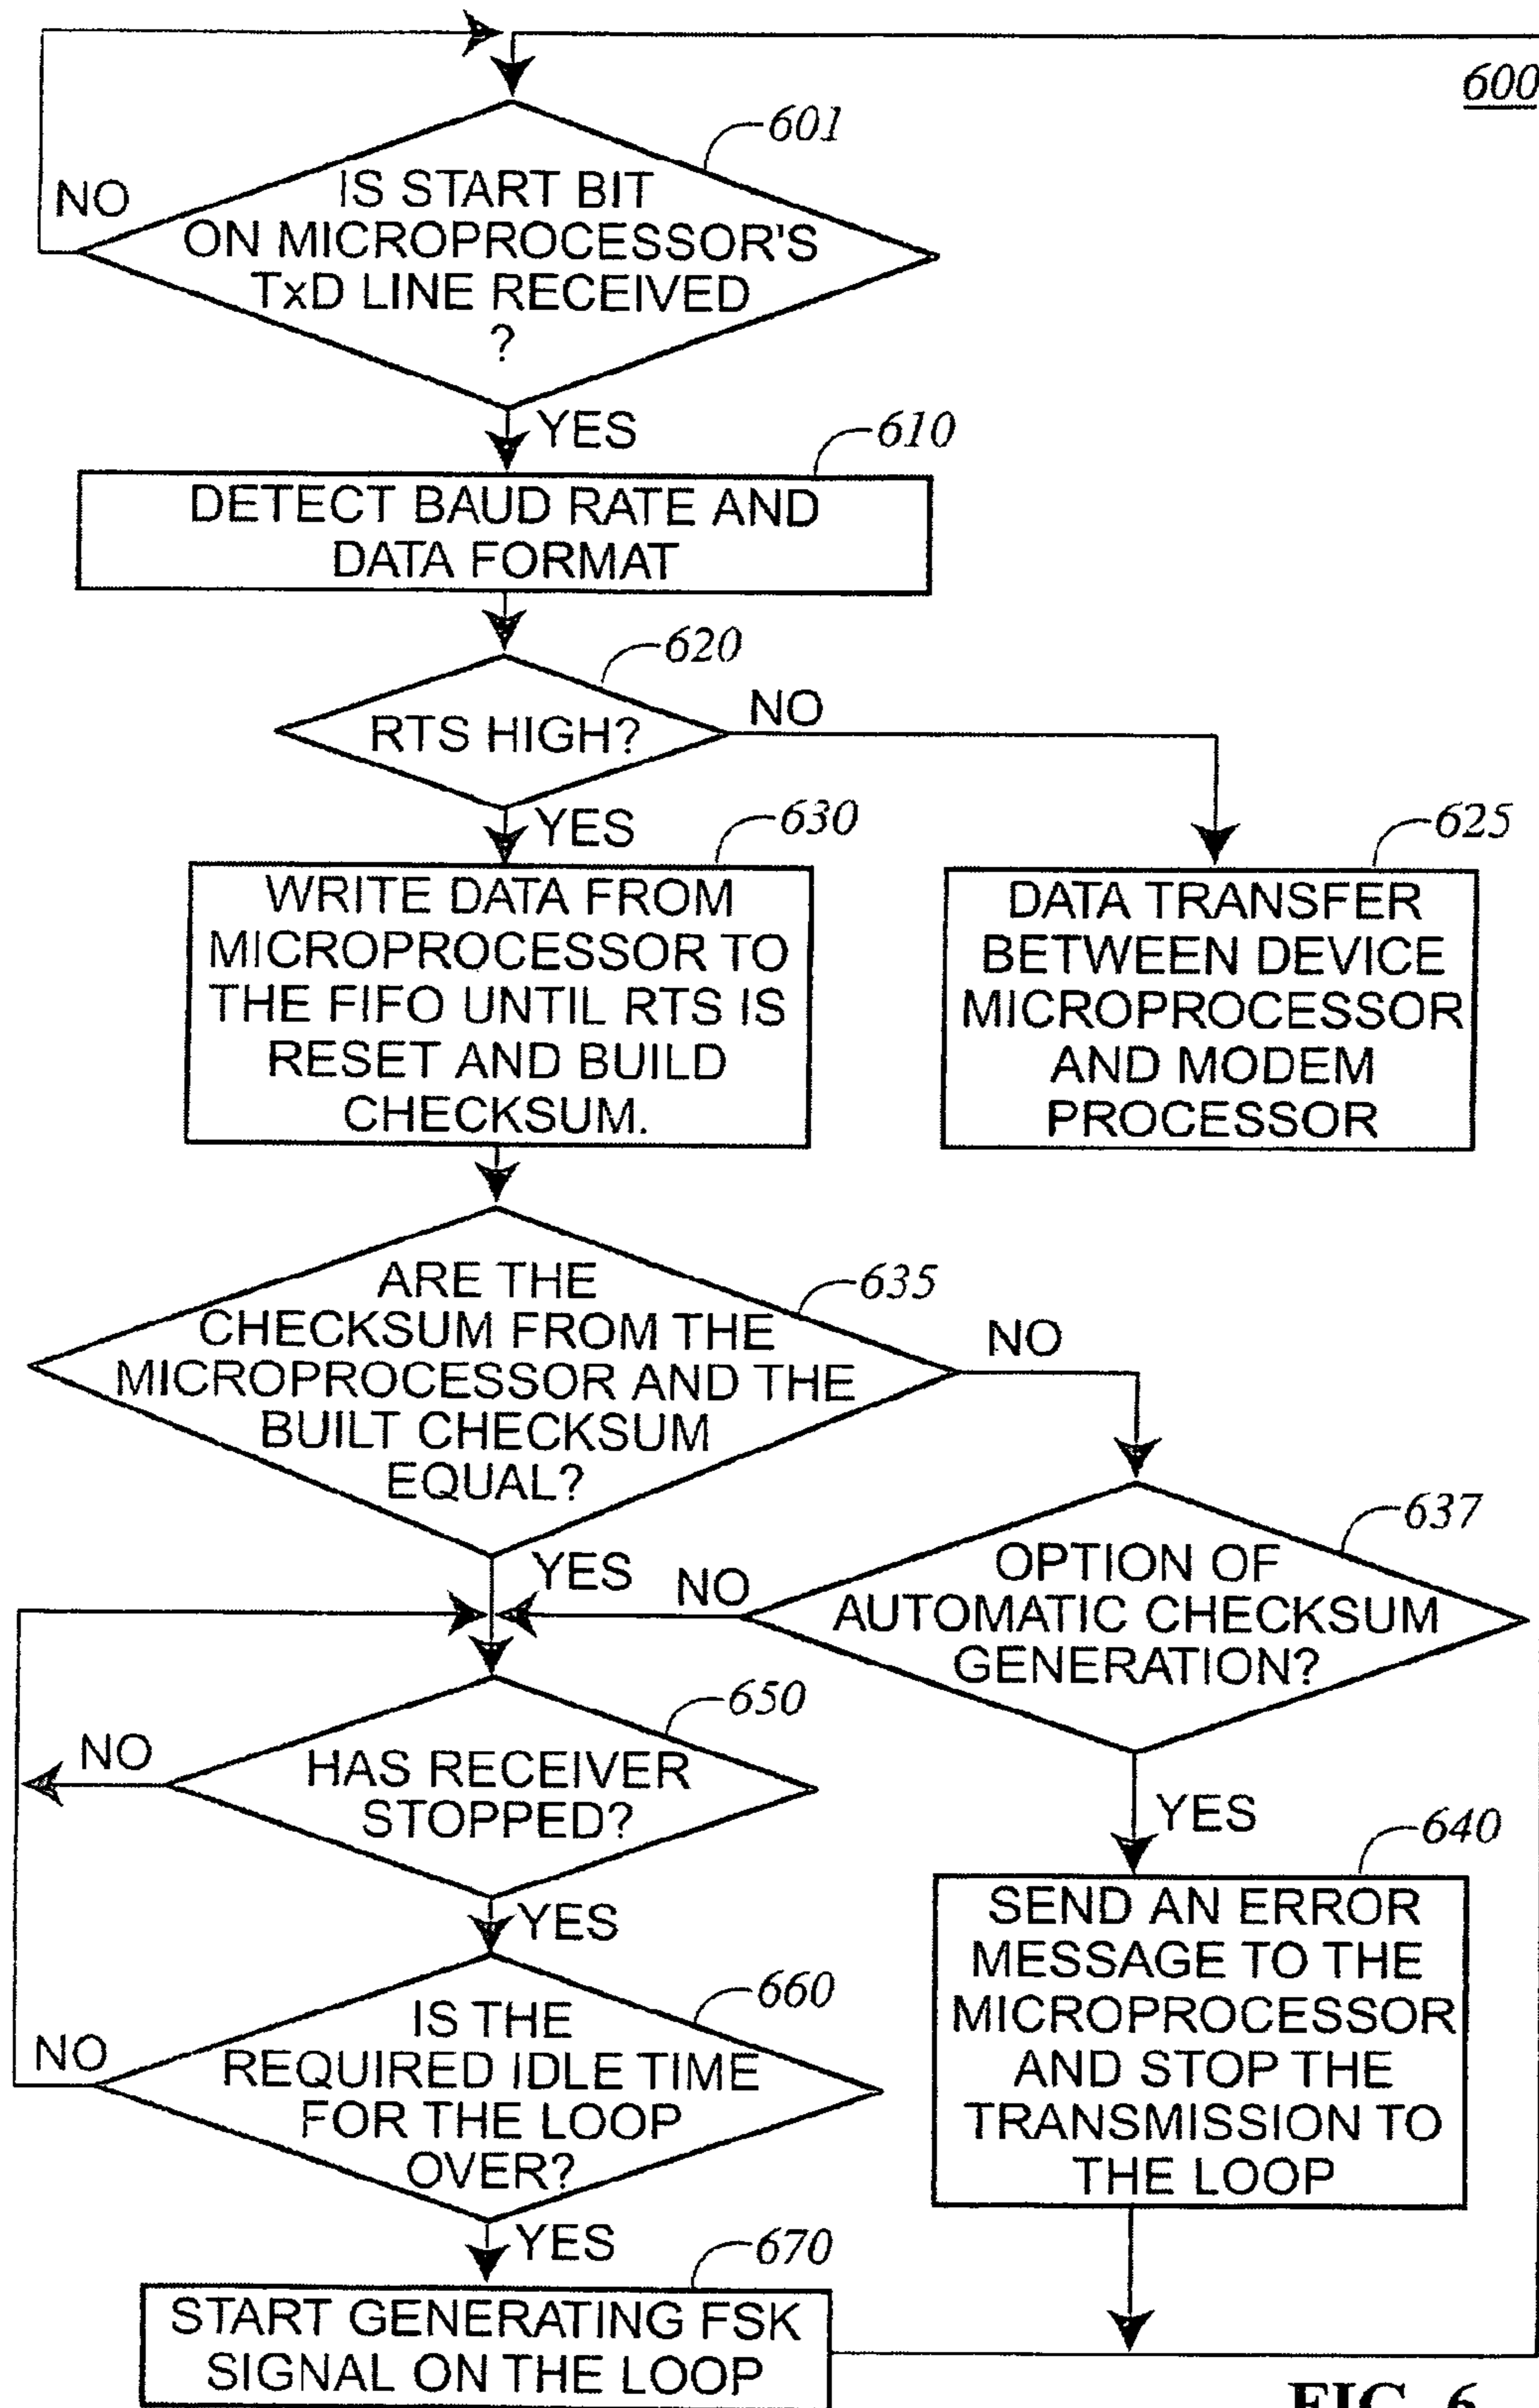 600
601
IS START BIT
ON MICROPROCESSOR'S
TxD LINE RECEIVED
?
NO
YES
610
DETECT BAUD RATE AND
DATA FORMAT
620
RTS HIGH?
NO
YES
630
WRITE DATA FROM
MICROPROCESSOR TO
THE FIFO UNTIL RTS IS
RESET AND BUILD
CHECKSUM.
625
DATA TRANSFER
BETWEEN DEVICE
MICROPROCESSOR
AND MODEM
PROCESSOR
635
ARE THE
CHECKSUM FROM THE
MICROPROCESSOR AND THE
BUILT CHECKSUM
EQUAL?
NO
YES
637
OPTION OF
AUTOMATIC CHECKSUM
GENERATION?
NO
YES
650
HAS RECEIVER
STOPPED?
NO
YES
640
SEND AN ERROR
MESSAGE TO THE
MICROPROCESSOR
AND STOP THE
TRANSMISSION TO
THE LOOP
660
IS THE
REQUIRED IDLE TIME
FOR THE LOOP
OVER?
NO
YES
670
START GENERATING FSK
SIGNAL ON THE LOOP
FIG. 6